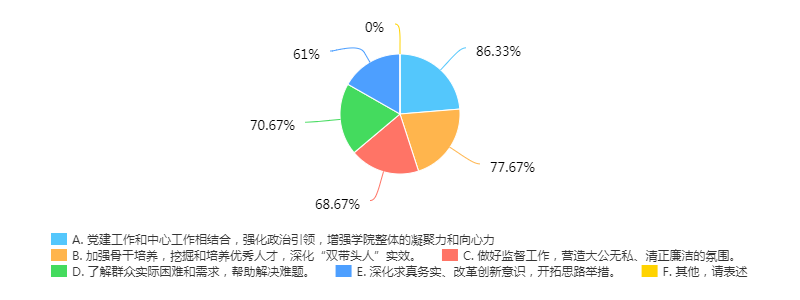 0%
61%
86.33%
70.67%
77.67%
68.67%
A. 党建工作和中心工作相结合，强化政治引领，增强学院整体的凝聚力和向心力
B. 加强骨干培养，挖掘和培养优秀人才，深化“双带头人”实效。 C. 做好监督工作，营造大公无私、清正廉洁的氛围。
D. 了解群众实际困难和需求，帮助解决难题。 E. 深化求真务实、改革创新意识，开拓思路举措。 F. 其他，请表述